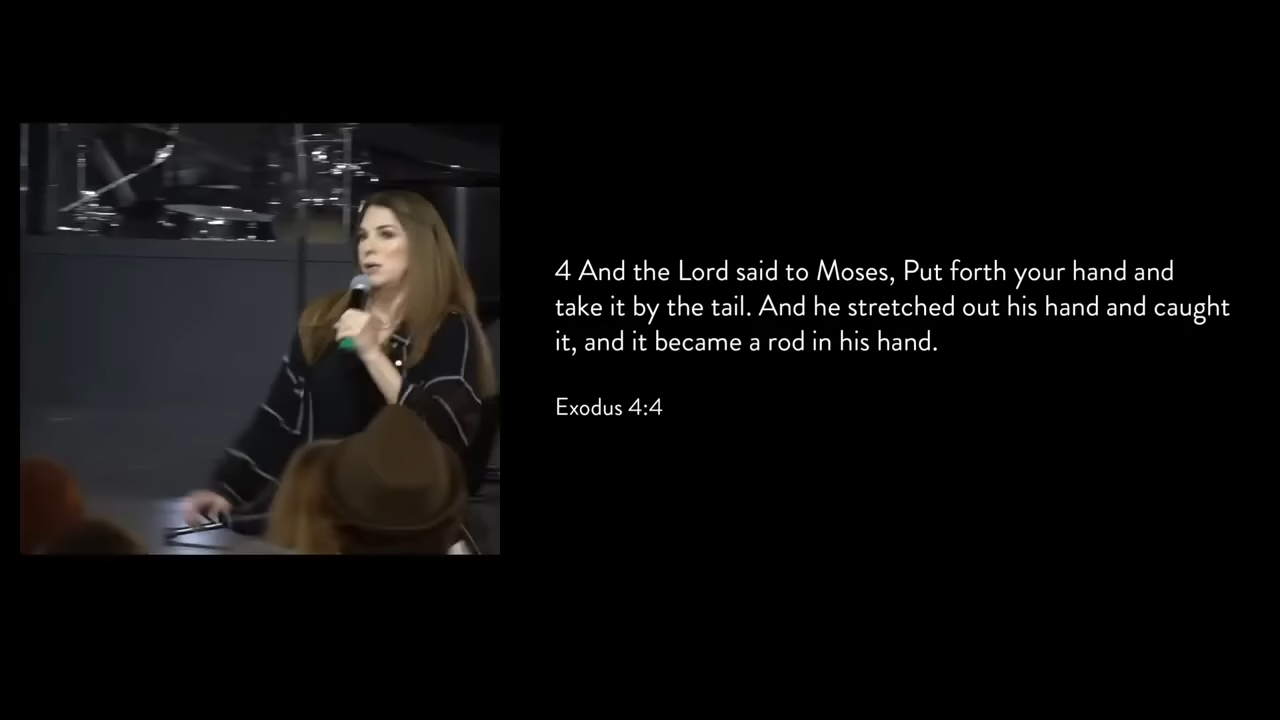 4 And the Lord said to Moses, Put forth your hand and
take it by the tail. And he stretched out his hand and caught
it, and it became a rod in his hand.
Exodus 4:4